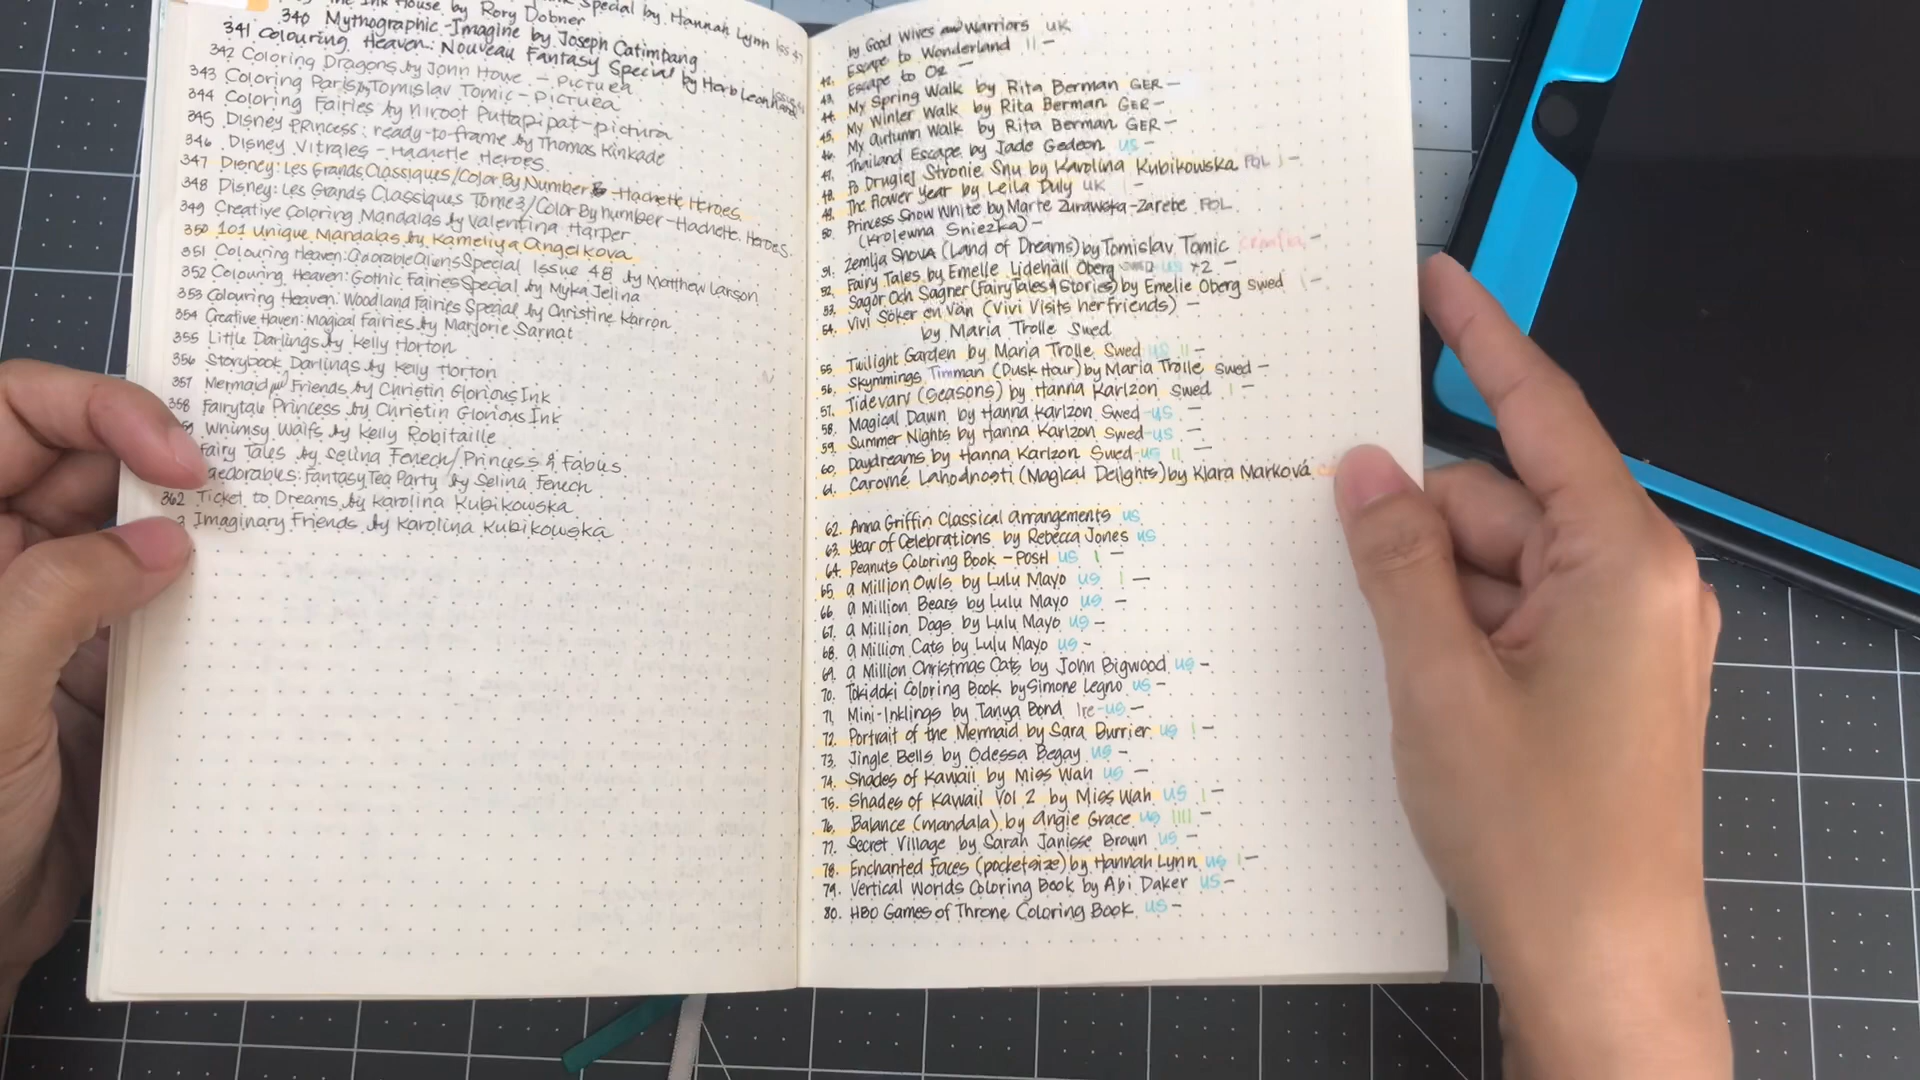 Special by Hannah Lynn
The Ink House by Rory Dobner
340 Mythographic-Imagine by Joseph Catimbang
341 Colouring Heaven: Nouveau Fantasy Special by Herb Leonhard
342 Coloring Dragons by John Howe - Pictura
343 Coloring Paris by Tomislav Tomic - Pictura
344 Coloring Fairies by Niroot Puttapipat - pictura
345 Disney Princess: ready-to-frame by Thomas Kinkade
346 Disney Vitrales - Hachette Heroes
347 Disney: Les Grands Classiques/Color By Number - Hachette Heroes
348 Disney: Les Grands Classiques Tome 3/Color By number - Hachette Heroes
349 Creative Coloring Mandalas by Valentina Harper
350 101 Unique Mandalas by Kameliya Angelkova
351 Colouring Heaven: Adorable Aliens Special Issue 48 by Matthew Larson
352 Colouring Heaven: Gothic Fairies Special by Myka Jelina
353 Colouring Heaven: Woodland Fairies Special by Christine Karron
354 Creative Haven: Magical Fairies by Marjorie Sarnat
355 Little Darlings by Kelly Horton
356 Storybook Darlings by Kelly Horton
357 Mermaid Friends by Christin Glorious Ink
358 Fairytale Princess by Christin Glorious Ink
Whimsy Waifs by Kelly Robitaille
Fairy Tales by Selina Fenech/Princess & Fabus
aedorables: Fantasy Tea Party by Selina Fenech
362 Ticket to Dreams by Karolina Kubikowska
3 Imaginary Friends by Karolina Kubikowska
by Good Wives and Warriors UK
42. Escape to Wonderland II -
43. Escape to Oz -
44. My Spring Walk by Rita Berman GER -
45. My Winter Walk by Rita Berman GER -
46. My Autumn Walk by Rita Berman GER -
47. Thailand Escape by Jade Gedeon US -
48. Po Drugiej Stronie Snu by Karolina Kubikowska POL -
49. The Flower Year by Leila Duly UK -
50. Princess Snow White by Marte Zurawska-Zarebe POL
(Krolewna Sniezka) -
51. Zemlja Snova (Land of Dreams) by Tomislav Tomic Croatia -
52. Fairy Tales by Emelie Lidehall Oberg US x2 -
53. Sagor Och Sagner (Fairy Tales & Stories) by Emelie Oberg Swed I -
54. Vivi Söker en Vän (Vivi Visits her friends) -
by Maria Trolle Swed
55. Twilight Garden by Maria Trolle Swed US II -
56. Skymmings Timman (Dusk Hour) by Maria Trolle Swed -
57. Tidevarv (Seasons) by Hanna Karlzon Swed I -
58. Magical Dawn by Hanna Karlzon Swed-US -
59. Summer Nights by Hanna Karlzon Swed-US -
60. Daydreams by Hanna Karlzon Swed-US II -
61. Carovné Lahodnosti (Magical Delights) by Klara Marková
62. Anna Griffin Classical Arrangements US
63. Year of Celebrations by Rebecca Jones US
64. Peanuts Coloring Book - POSH US I -
65. A Million Owls by Lulu Mayo US I -
66. A Million Bears by Lulu Mayo US -
67. A Million Dogs by Lulu Mayo US -
68. A Million Cats by Lulu Mayo US -
69. A Million Christmas Cats by John Bigwood US -
70. Tokidoki Coloring Book by Simone Legno US -
71. Mini-Inklings by Tanya Bond Ire-US -
72. Portrait of the Mermaid by Sara Burrier US I -
73. Jingle Bells by Odessa Begay US -
74. Shades of Kawaii by Miss Wah US -
75. Shades of Kawaii Vol 2 by Miss Wah US I -
76. Balance (mandala) by Angie Grace US IIII -
77. Secret Village by Sarah Janisse Brown US -
78. Enchanted Faces (pocketsize) by Hannah Lynn US I -
79. Vertical Worlds Coloring Book by Abi Daker US -
80. HBO Games of Throne Coloring Book US -